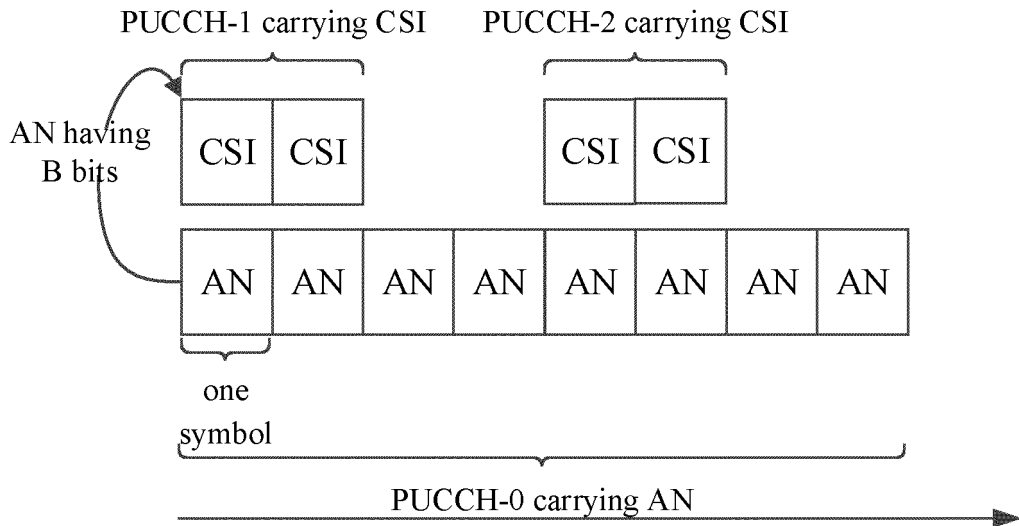 PUCCH-1 carrying CSI
PUCCH-2 carrying CSI
AN having
B bits
CSI CSI
CSI CSI
AN AN AN AN AN AN AN AN
one
symbol
PUCCH-0 carrying AN